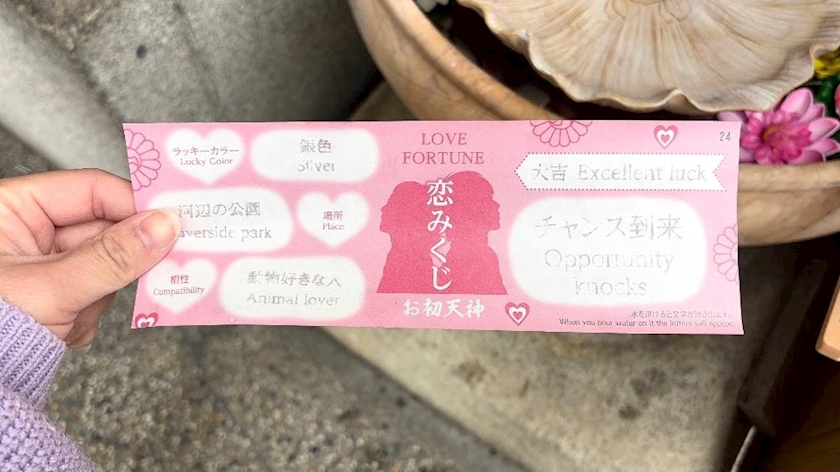 ラッキーカラー
Lucky Color
銀色
Silver
河辺の公園
verside park
場所
Place
相性
Compatibility
動物好きな人
Animal lover
LOVE
FORTUNE
恋みくじ
お初天神
24
大吉 Excellent luck
チャンス到来
Opportunity
knocks
水を掛けると文字が浮き出ます。
When you pour water on it the letters will appear.